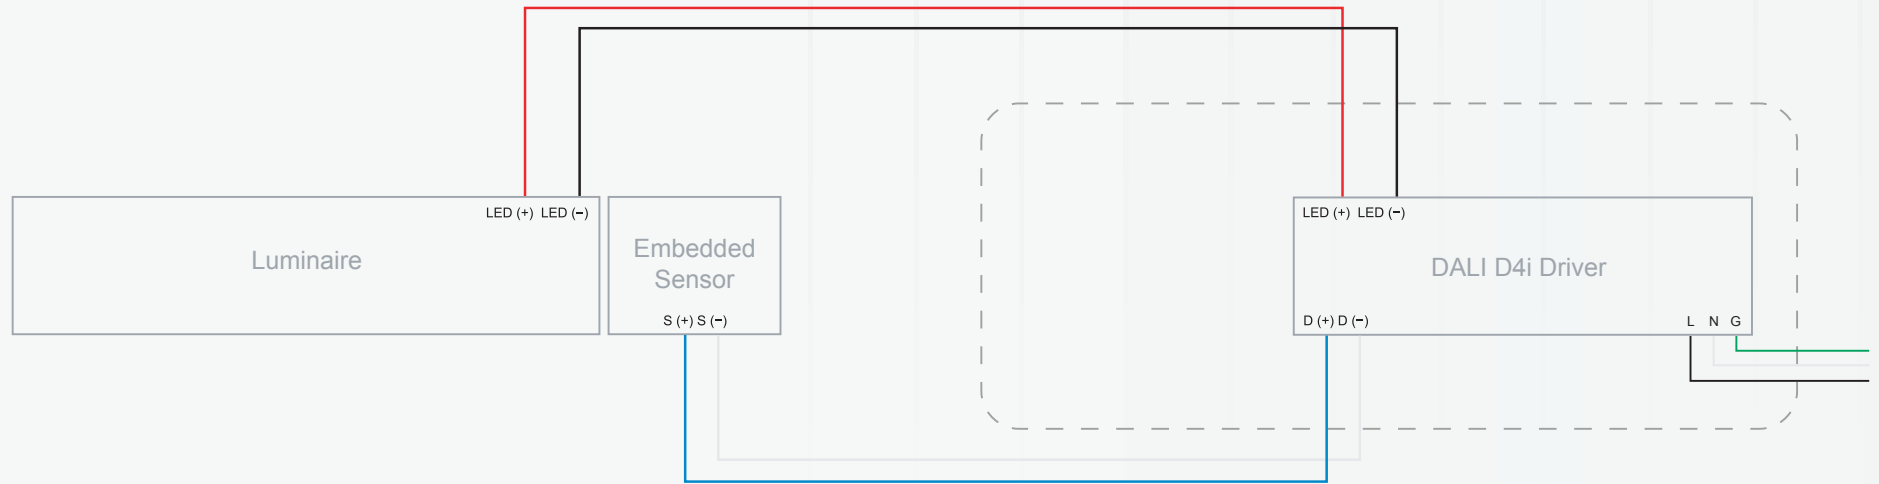 LED (+) LED (−)
Luminaire
Embedded
Sensor
S (+) S (−)
LED (+) LED (−)
DALI D4i Driver
D (+) D (−)
L N G